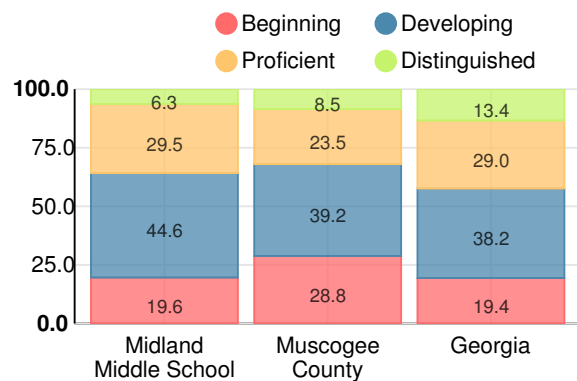 Beginning Developing
Proficient Distinguished
100.0
75.0
50.0
25.0
0.0
6.3 8.5 13.4
29.5 23.5 29.0
44.6 39.2 38.2
19.6 28.8 19.4
Midland Muscogee Georgia
Middle School County